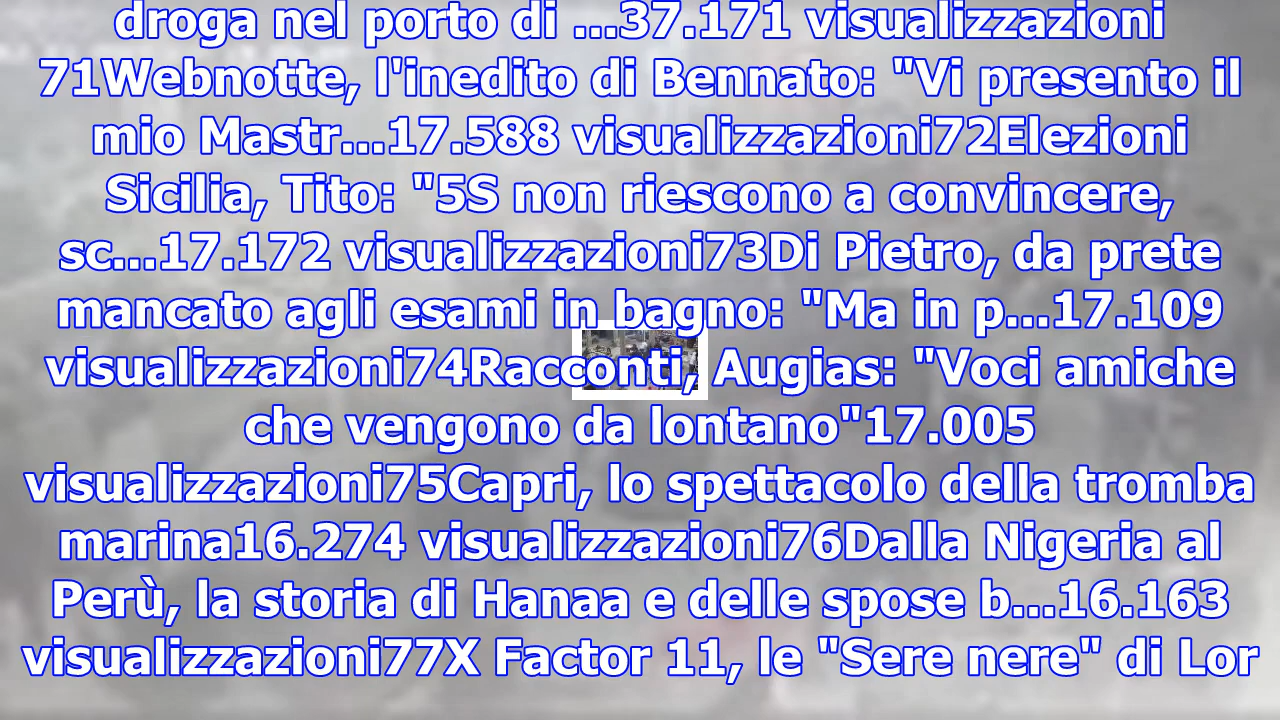 droga nel porto di ...37.171 visualizzazioni
71Webnotte, l'inedito di Bennato: "Vi presento il
mio Mastr...17.588 visualizzazioni72Elezioni
Sicilia, Tito: "5S non riescono a convincere,
sc...17.172 visualizzazioni73Di Pietro, da prete
mancato agli esami in bagno: "Ma in p...17.109
visualizzazioni74Racconti, Augias: "Voci amiche
che vengono da lontano"17.005
visualizzazioni75Capri, lo spettacolo della tromba
marina16.274 visualizzazioni76Dalla Nigeria al
Perù, la storia di Hanaa e delle spose b...16.163
visualizzazioni77X Factor 11, le "Sere nere" di Lor